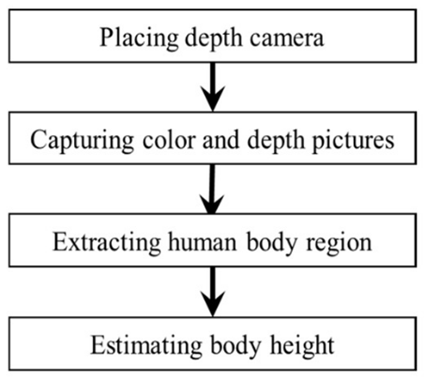 Placing depth camera
Capturing color and depth pictures
Extracting human body region
Estimating body height